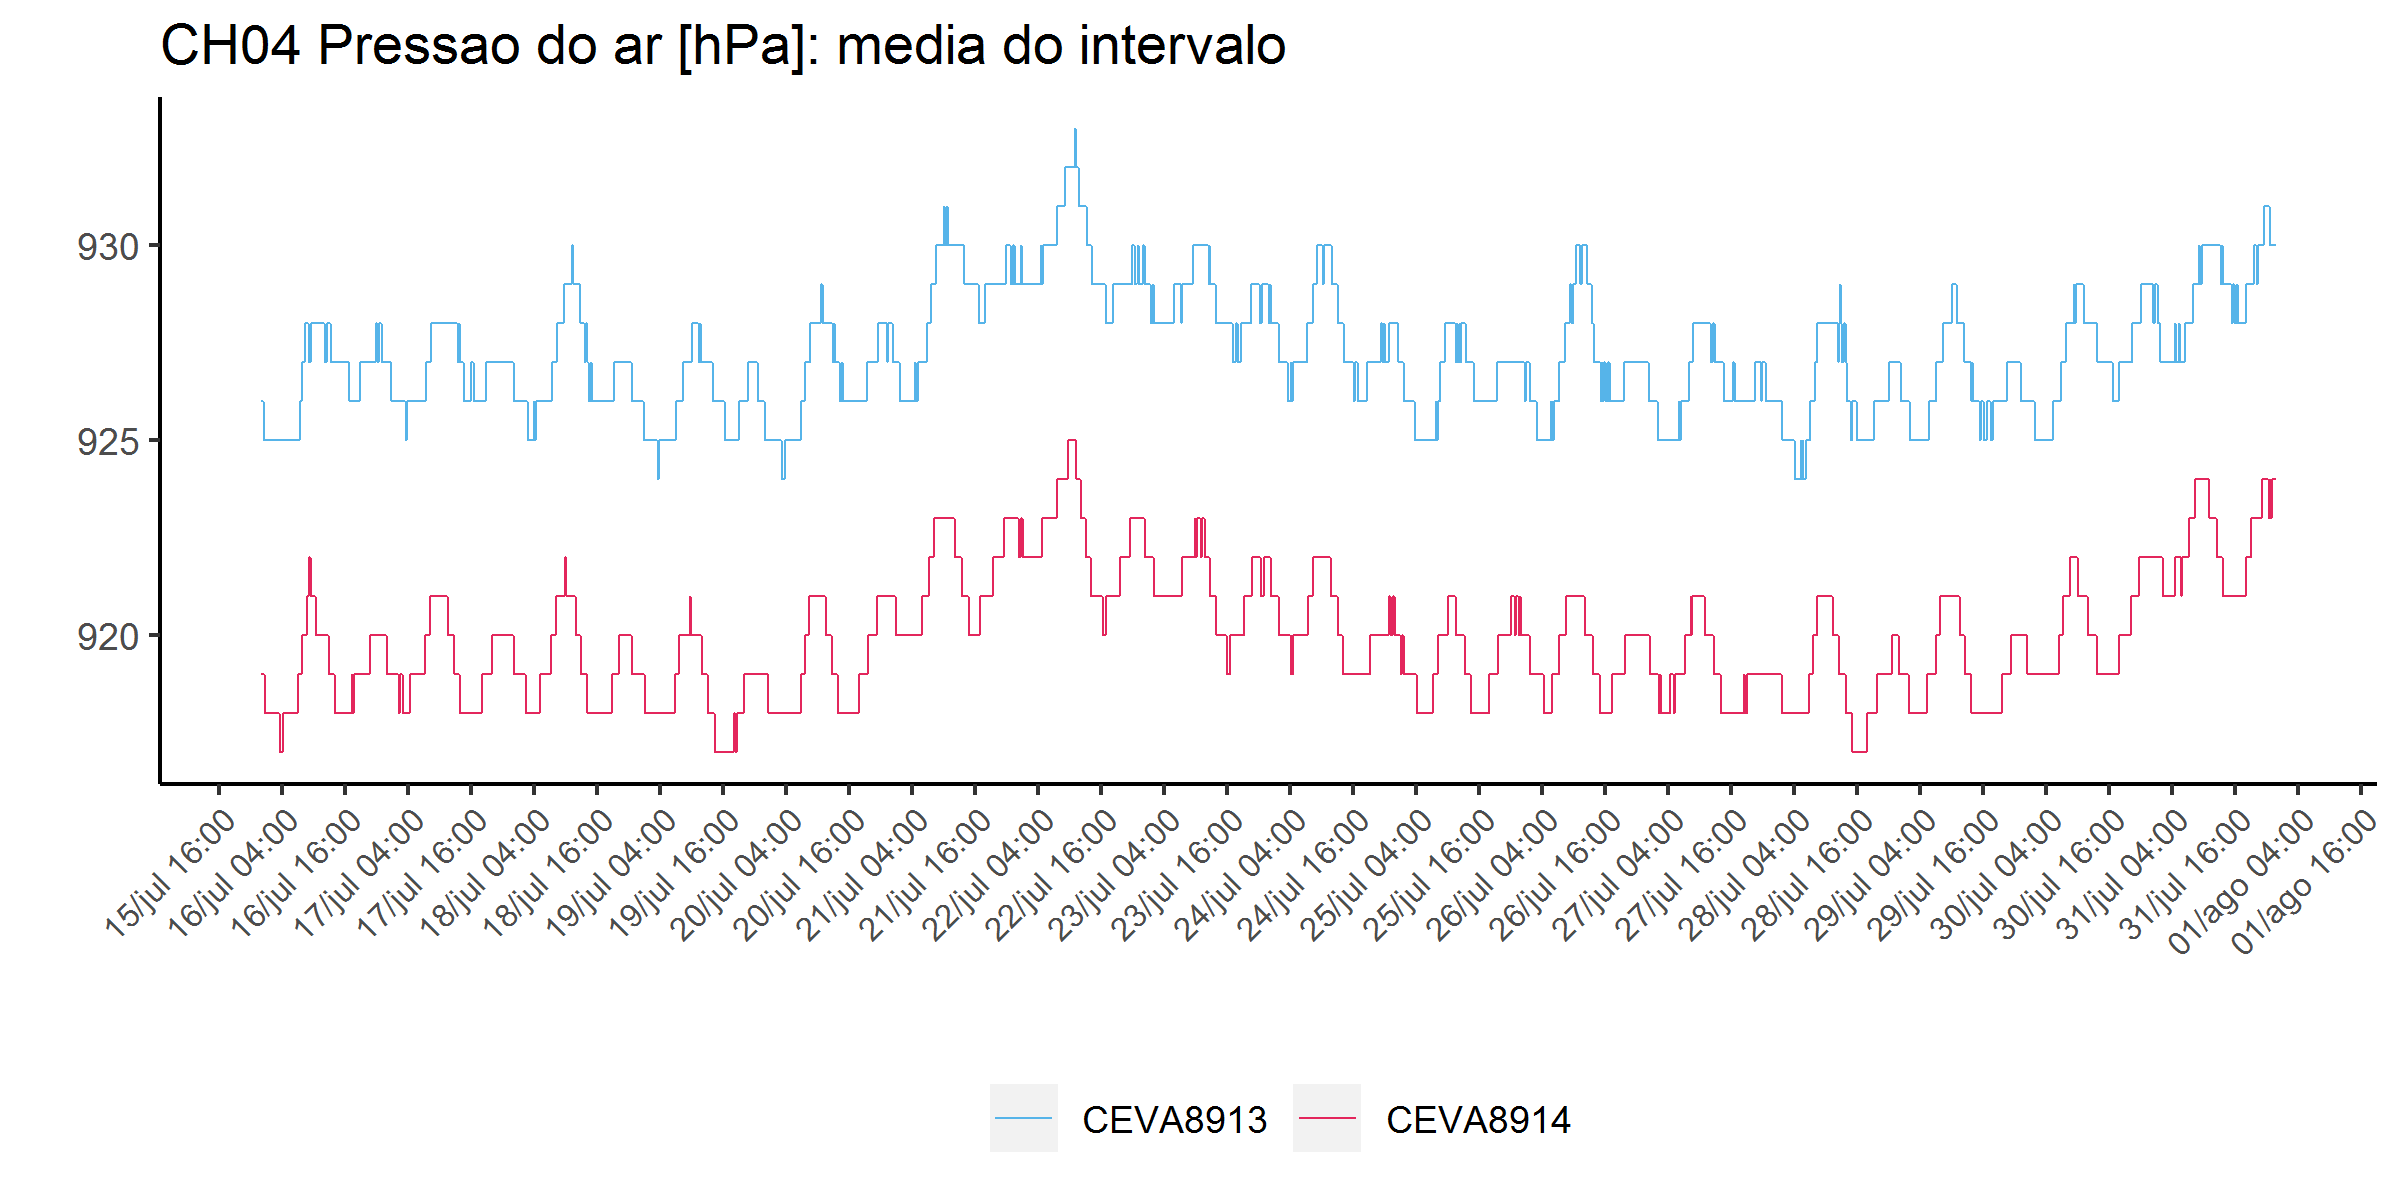 CH04 Pressao do ar [hPa]: media do intervalo
930
925
920
15/jul 16:00
16/jul 04:00
16/jul 16:00
17/jul 04:00
17/jul 16:00
18/jul 04:00
18/jul 16:00
19/jul 04:00
19/jul 16:00
20/jul 04:00
20/jul 16:00
21/jul 04:00
21/jul 16:00
22/jul 04:00
22/jul 16:00
23/jul 04:00
23/jul 16:00
24/jul 04:00
24/jul 16:00
25/jul 04:00
25/jul 16:00
26/jul 04:00
26/jul 16:00
27/jul 04:00
27/jul 16:00
28/jul 04:00
28/jul 16:00
29/jul 04:00
29/jul 16:00
30/jul 04:00
30/jul 16:00
31/jul 04:00
31/jul 16:00
01/ago 04:00
01/ago 16:00
CEVA8913
CEVA8914